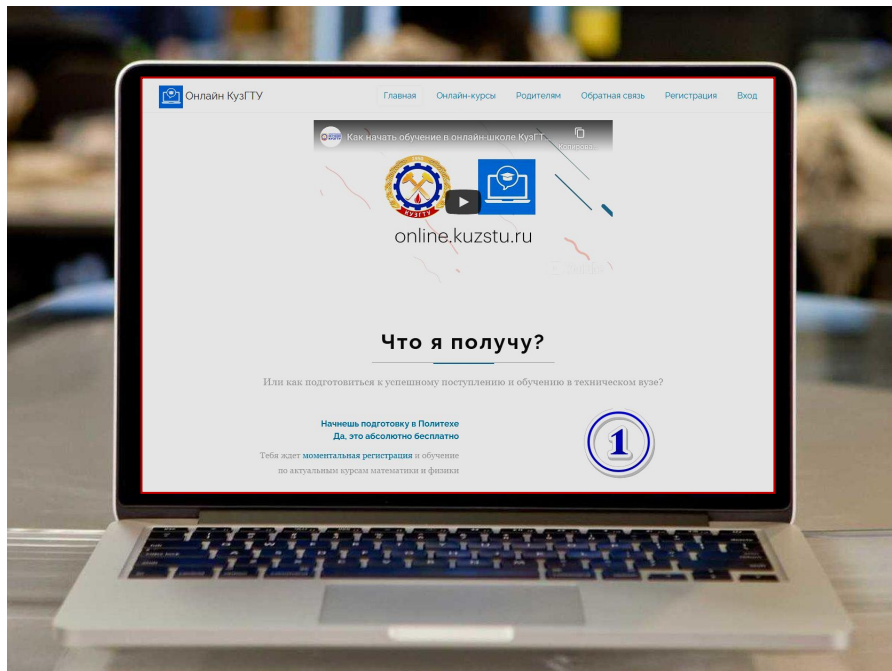 Онлайн КузГТУ
Главная
Онлайн-курсы
Родителям
Обратная связь
Регистрация
Вход
Как начать обучение в онлайн-школе КузГТ...
КУЗГТУ
online.kuzstu.ru
Что я получу?
Или как подготовиться к успешному поступлению и обучению в техническом вузе?
Начнешь подготовку в Политехе
Да, это абсолютно бесплатно
Тебя ждет моментальная регистрация и обучение
по актуальным курсам математики и физики
1